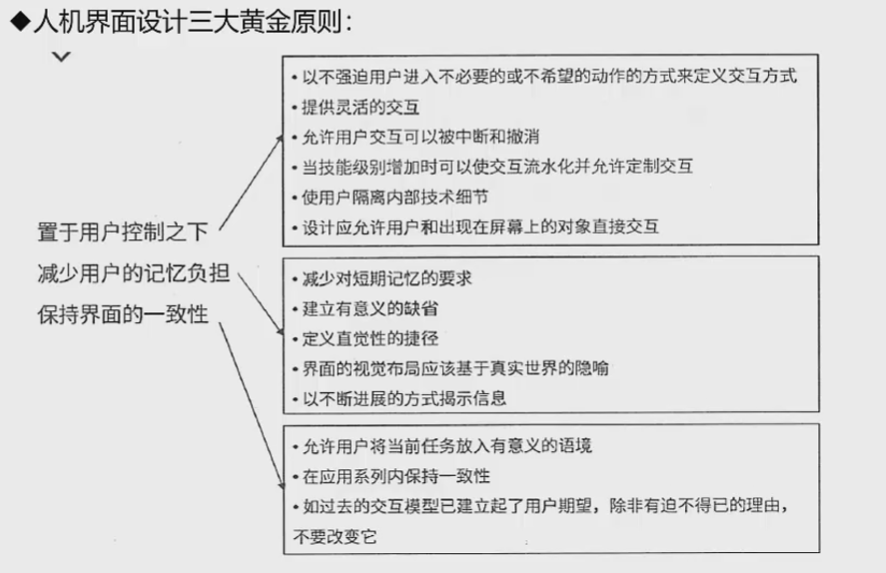 ◆人机界面设计三大黄金原则：
• 以不强迫用户进入不必要的或不希望的动作的方式来定义交互方式
• 提供灵活的交互
• 允许用户交互可以被中断和撤消
• 当技能级别增加时可以使交互流水化并允许定制交互
• 使用户隔离内部技术细节
• 设计应允许用户和出现在屏幕上的对象直接交互
置于用户控制之下
减少用户的记忆负担
保持界面的一致性
• 减少对短期记忆的要求
• 建立有意义的缺省
• 定义直觉性的捷径
• 界面的视觉布局应该基于真实世界的隐喻
• 以不断进展的方式揭示信息
• 允许用户将当前任务放入有意义的语境
• 在应用系列内保持一致性
• 如过去的交互模型已建立起了用户期望，除非有迫不得已的理由，
不要改变它